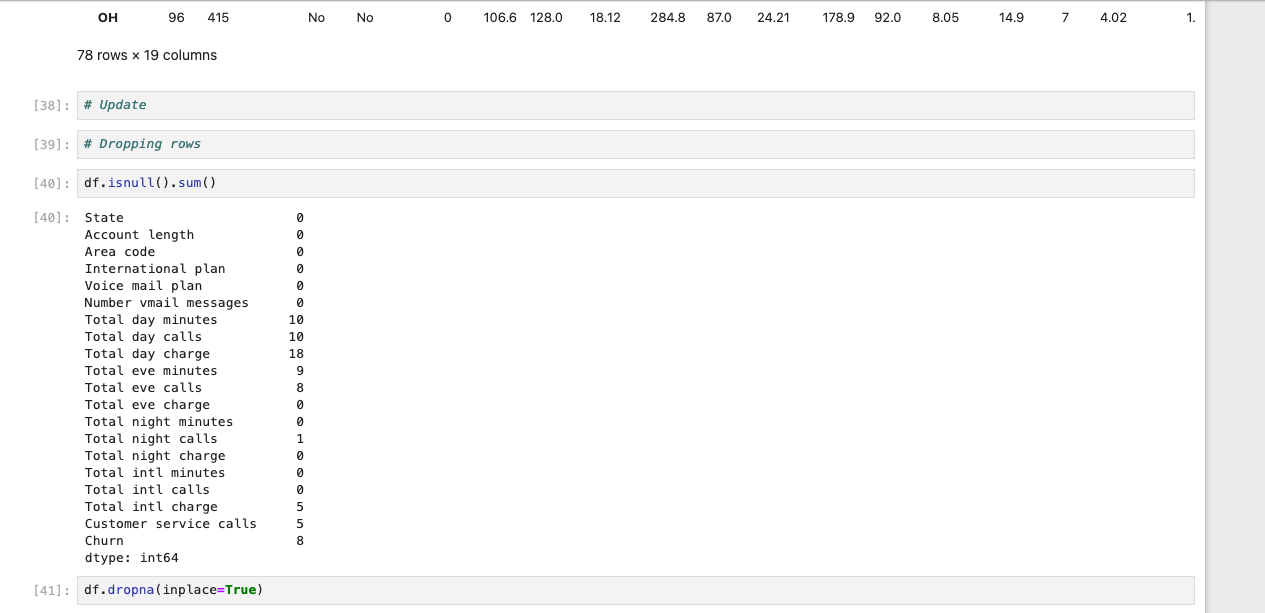 OH 96 415 No No 0 106.6 128.0 18.12 284.8 87.0 24.21 178.9 92.0 8.05 14.9 7 4.02 1.
78 rows × 19 columns
[38]: # Update
[39]: # Dropping rows
[40]: df.isnull().sum()
[40]: State 0
Account length 0
Area code 0
International plan 0
Voice mail plan 0
Number vmail messages 0
Total day minutes 10
Total day calls 10
Total day charge 18
Total eve minutes 9
Total eve calls 8
Total eve charge 0
Total night minutes 0
Total night calls 1
Total night charge 0
Total intl minutes 0
Total intl calls 0
Total intl charge 5
Customer service calls 5
Churn 8
dtype: int64
[41]: df.dropna(inplace=True)